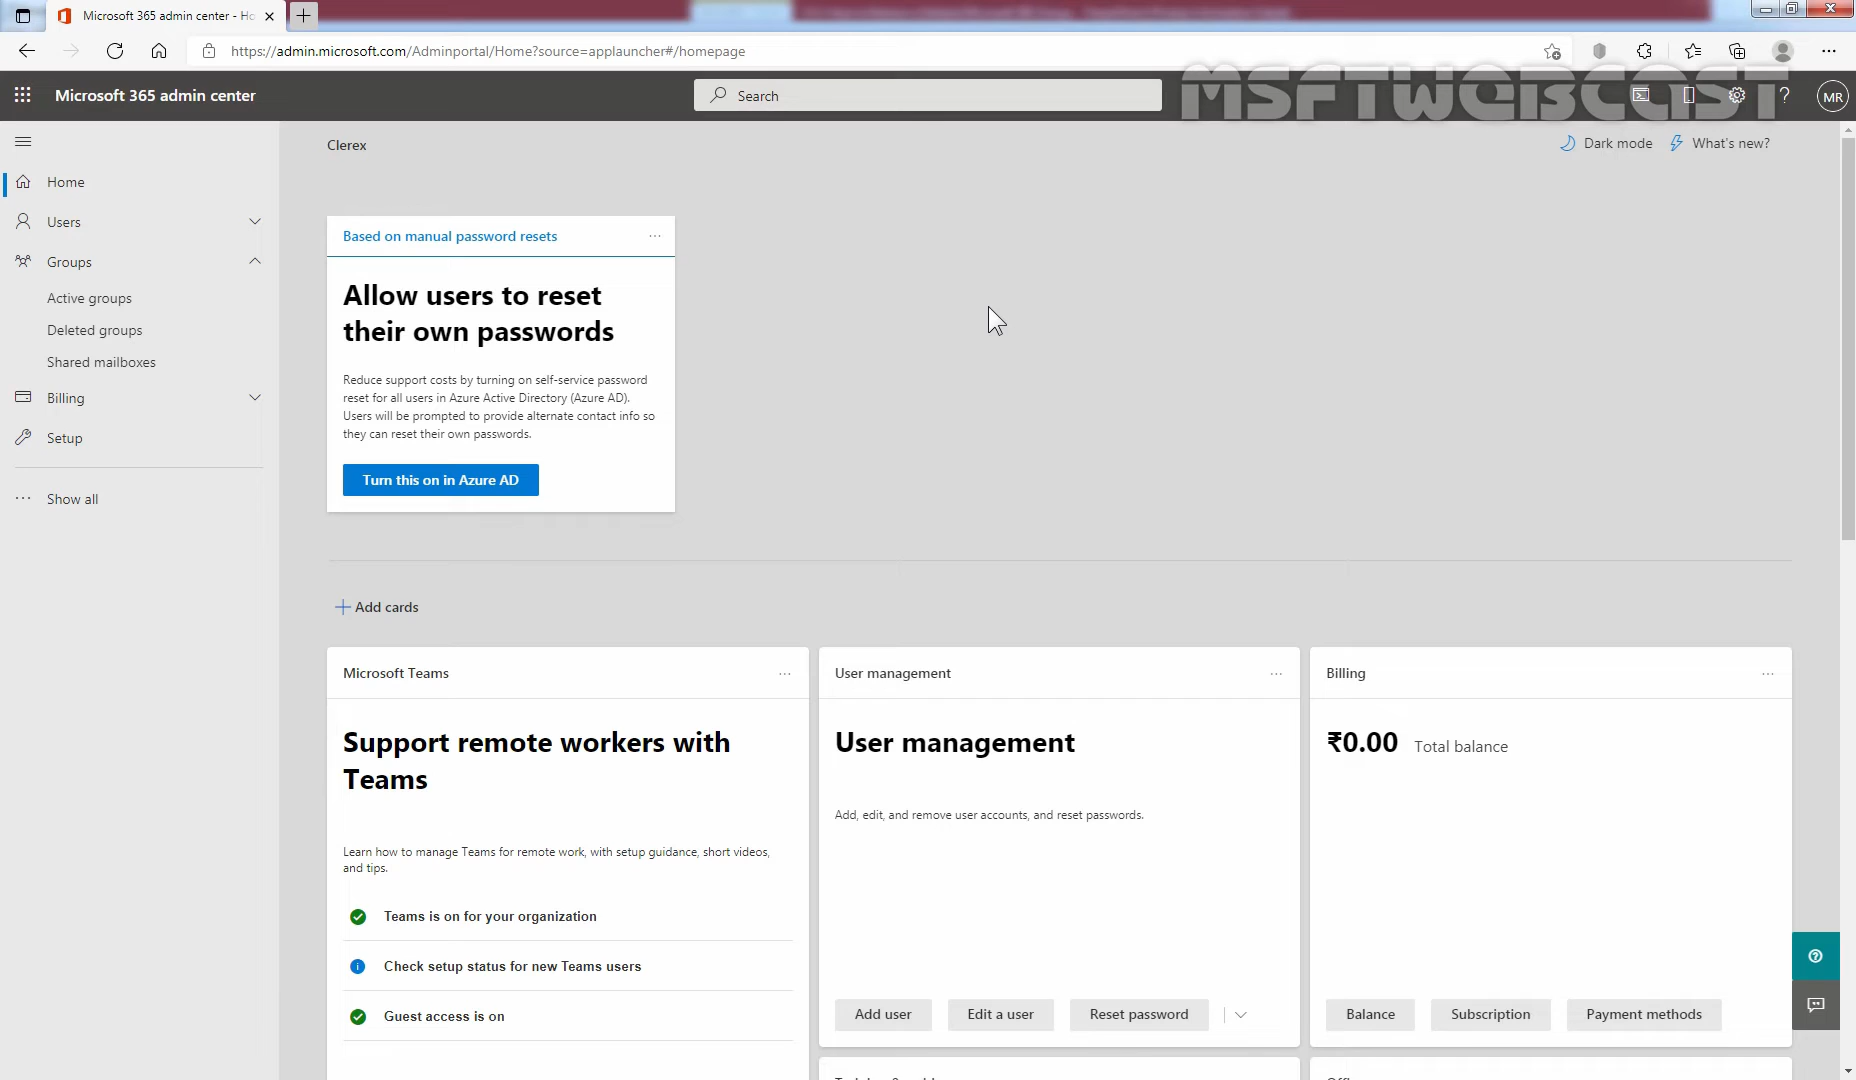 Microsoft 365 admin center - Ho
https://admin.microsoft.com/Adminportal/Home?source=applauncher#/homepage
Microsoft 365 admin center
Search
MSFTWEBCAST
MR
Clerex
Dark mode
What's new?
Home
Users
Groups
Active groups
Deleted groups
Shared mailboxes
Billing
Setup
Show all
Based on manual password resets
Allow users to reset
their own passwords
Reduce support costs by turning on self-service password
reset for all users in Azure Active Directory (Azure AD).
Users will be prompted to provide alternate contact info so
they can reset their own passwords.
Turn this on in Azure AD
Add cards
Microsoft Teams
Support remote workers with
Teams
Learn how to manage Teams for remote work, with setup guidance, short videos,
and tips.
Teams is on for your organization
Check setup status for new Teams users
Guest access is on
User management
User management
Add, edit, and remove user accounts, and reset passwords.
Add user
Edit a user
Reset password
Billing
₹0.00 Total balance
Balance
Subscription
Payment methods